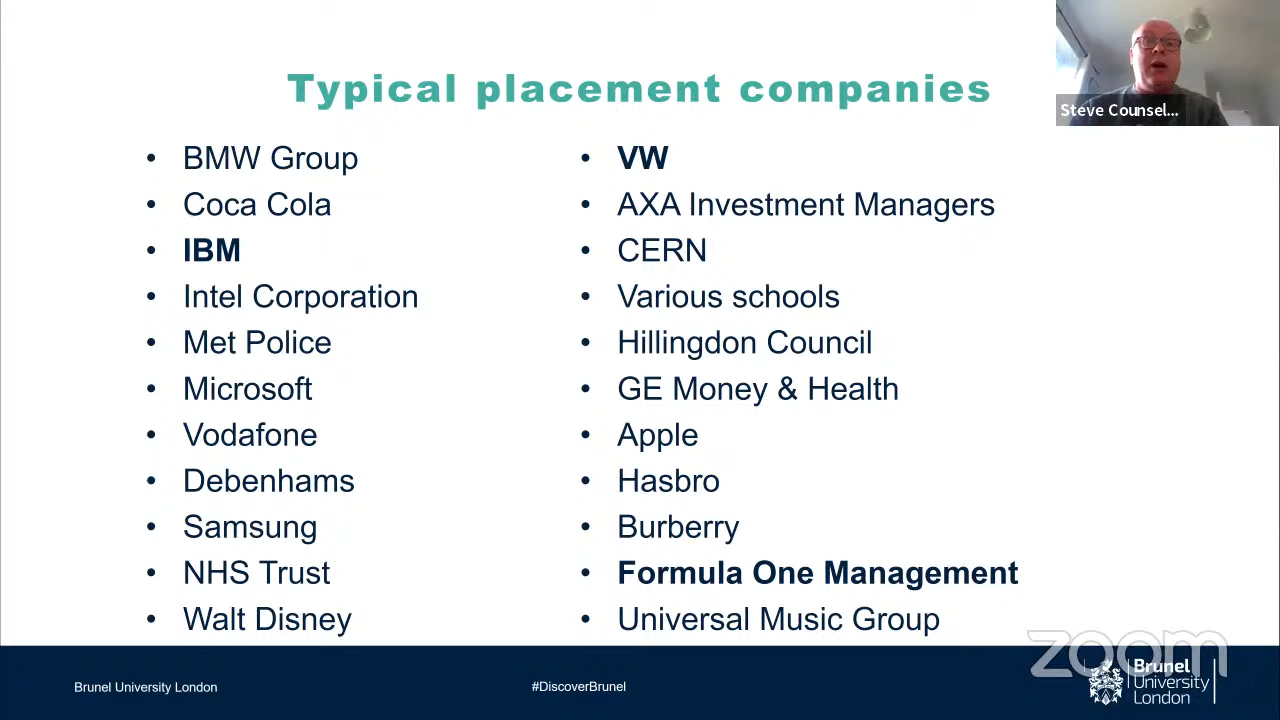 Typical placement companies
Steve Counsel...
• BMW Group
• Coca Cola
• IBM
• Intel Corporation
• Met Police
• Microsoft
• Vodafone
• Debenhams
• Samsung
• NHS Trust
• Walt Disney
• VW
• AXA Investment Managers
• CERN
• Various schools
• Hillingdon Council
• GE Money & Health
• Apple
• Hasbro
• Burberry
• Formula One Management
• Universal Music Group
zoom
Brunel University London
#DiscoverBrunel
Brunel
University
London